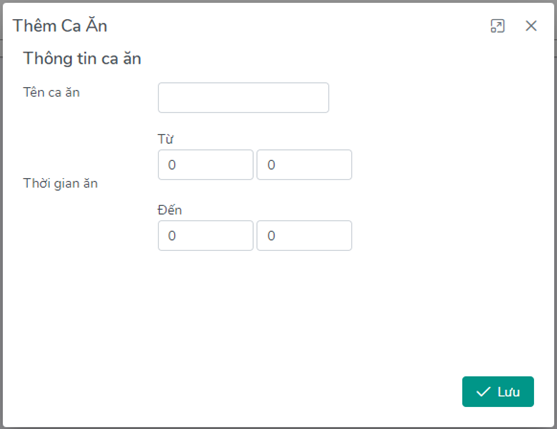 Thêm Ca Ăn
Thông tin ca ăn
Tên ca ăn
Từ
0 0
Thời gian ăn
Đến
0 0
Lưu